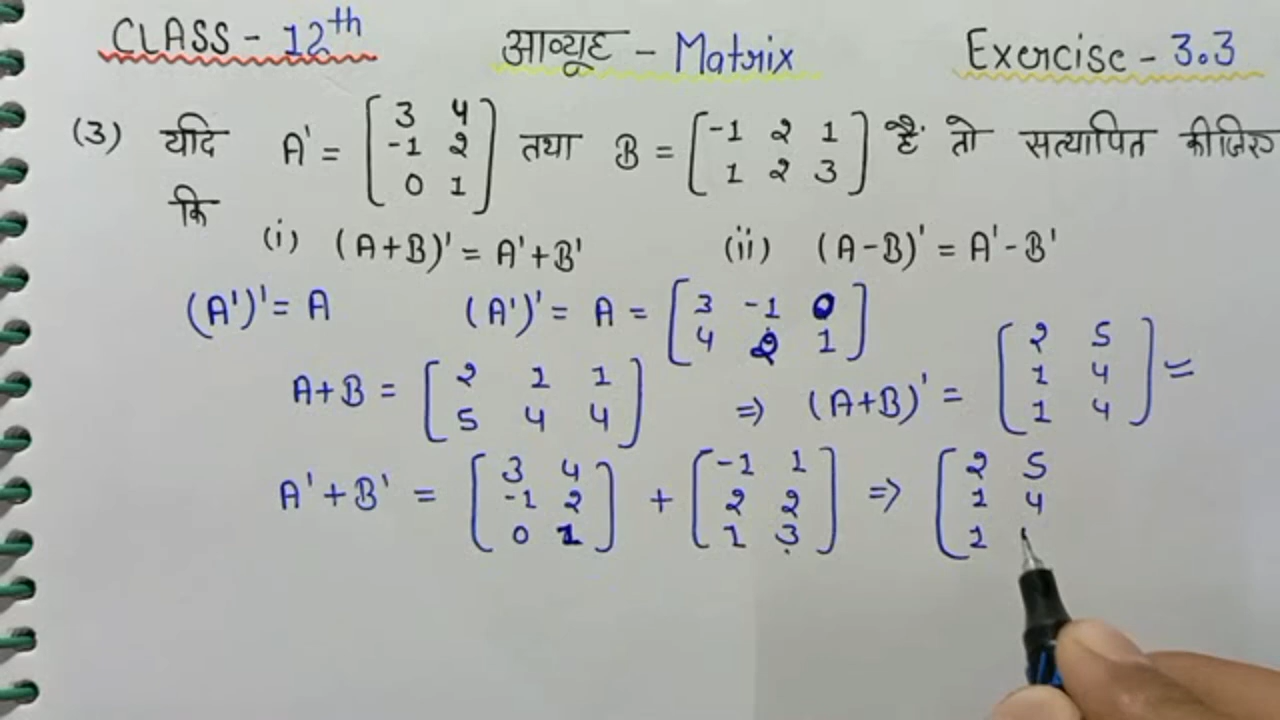 CLASS - 12th आव्यूह - Matrix Exercise - 3.3
(3) यदि A' = [3 4; -1 2; 0 1] तथा B = [-1 2 1; 1 2 3] हैं तो सत्यापित कीजिए
कि
(i) (A+B)' = A'+B' (ii) (A-B)' = A'-B'
(A')' = A (A')' = A = [3 -1 0; 4 2 1]
A+B = [2 1 1; 5 4 4] ⇒ (A+B)' = [2 5; 1 4; 1 4] =
A'+B' = [3 4; -1 2; 0 1] + [-1 1; 2 2; 1 3] ⇒ [2 5; 1 4; 1